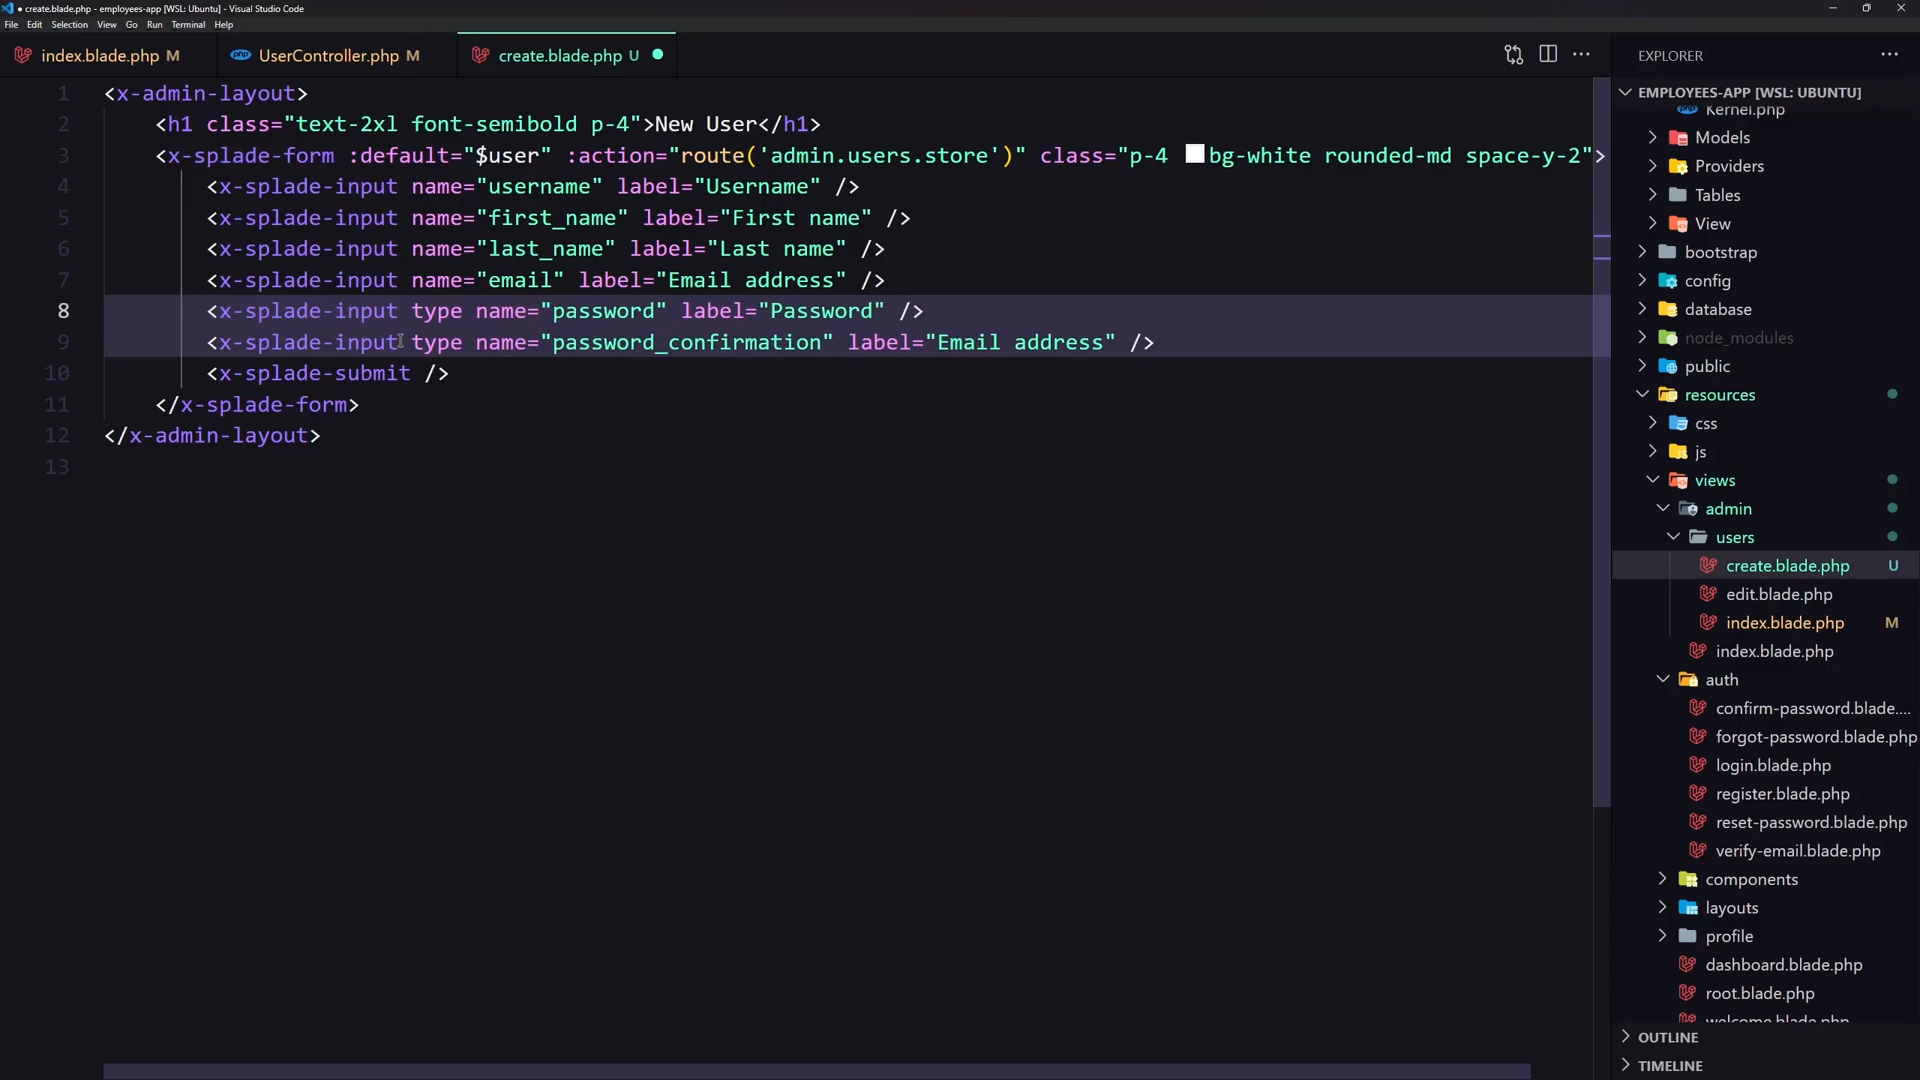 create.blade.php - employees-app [WSL: Ubuntu] - Visual Studio Code
File Edit Selection View Go Run Terminal Help
index.blade.php M
php UserController.php M
create.blade.php U
EXPLORER
EMPLOYEES-APP [WSL: UBUNTU]
1 <x-admin-layout>
2 <h1 class="text-2xl font-semibold p-4">New User</h1>
3 <x-splade-form :default="$user" :action="route('admin.users.store')" class="p-4 bg-white rounded-md space-y-2">
4 <x-splade-input name="username" label="Username" />
5 <x-splade-input name="first_name" label="First name" />
6 <x-splade-input name="last_name" label="Last name" />
7 <x-splade-input name="email" label="Email address" />
8 <x-splade-input type name="password" label="Password" />
9 <x-splade-input type name="password_confirmation" label="Email address" />
10 <x-splade-submit />
11 </x-splade-form>
12 </x-admin-layout>
13
Kernel.php
Models
Providers
Tables
View
bootstrap
config
database
node_modules
public
resources
css
js
views
admin
users
create.blade.php U
edit.blade.php
index.blade.php M
index.blade.php
auth
confirm-password.blade....
forgot-password.blade.php
login.blade.php
register.blade.php
reset-password.blade.php
verify-email.blade.php
components
layouts
profile
dashboard.blade.php
root.blade.php
welcome.blade.php
OUTLINE
TIMELINE